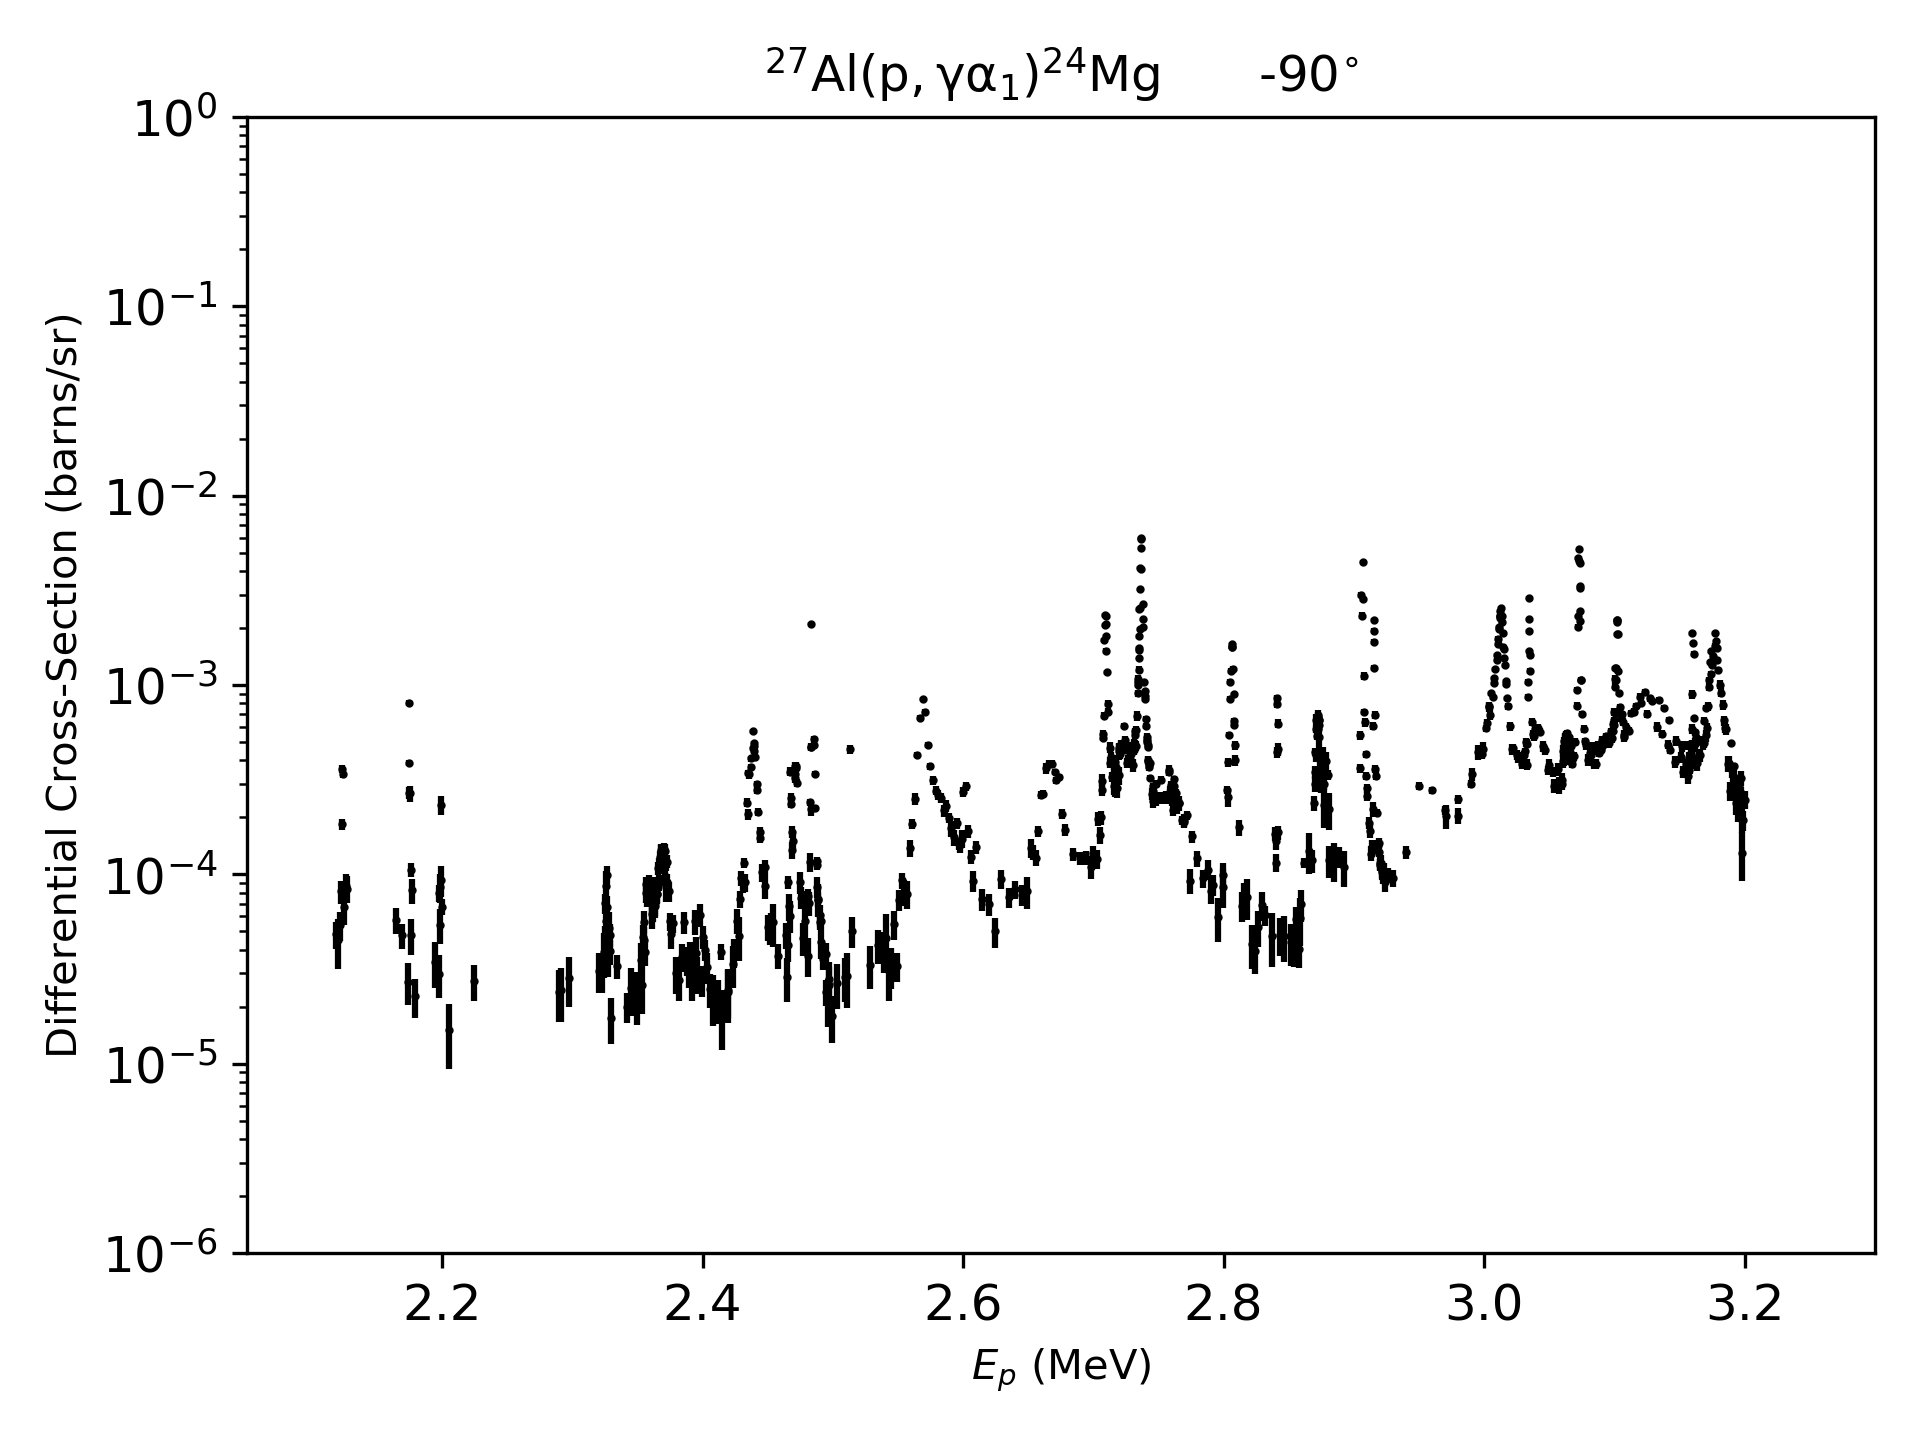 ²⁷Al(p, γα₁)²⁴Mg -90°
Differential Cross-Section (barns/sr)
10⁰
10⁻¹
10⁻²
10⁻³
10⁻⁴
10⁻⁵
10⁻⁶
2.2 2.4 2.6 2.8 3.0 3.2
Eₚ (MeV)